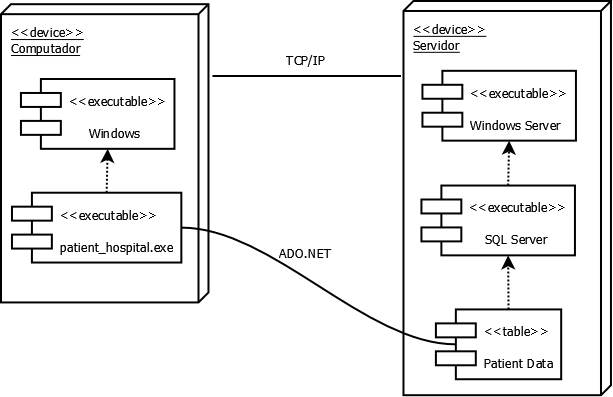 <<device>>
Computador
<<executable>>
Windows
<<executable>>
patient_hospital.exe
TCP/IP
ADO.NET
<<device>>
Servidor
<<executable>>
Windows Server
<<executable>>
SQL Server
<<table>>
Patient Data